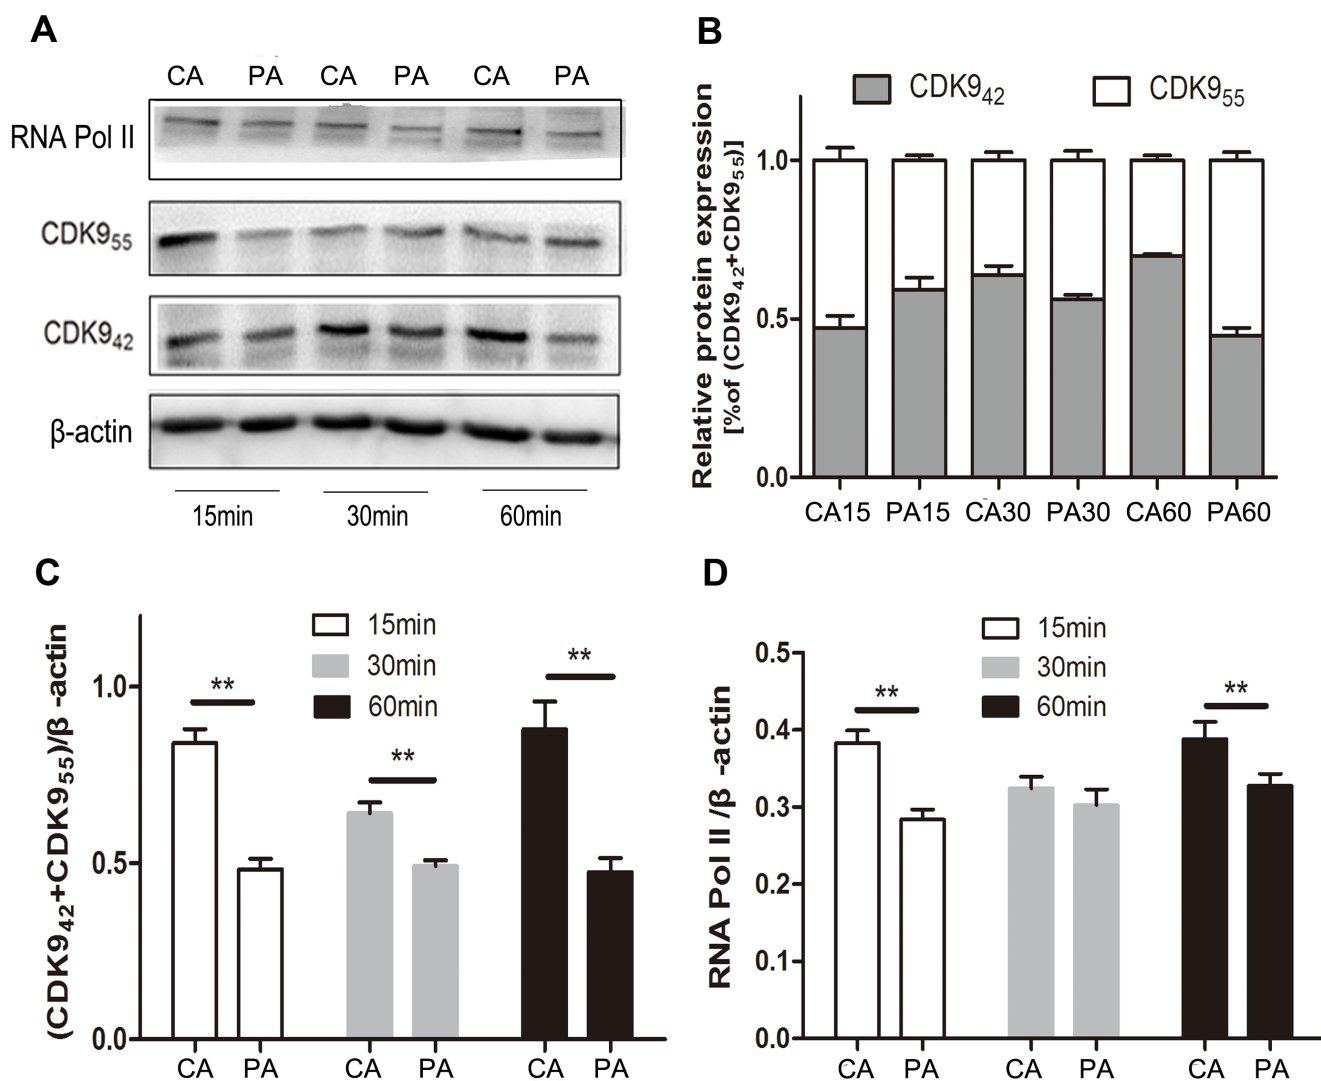 A
CA PA CA PA CA PA
RNA Pol II
CDK9₅₅
CDK9₄₂
β-actin
15min 30min 60min
B
CDK9₄₂ CDK9₅₅
Relative protein expression
[%of (CDK9₄₂+CDK9₅₅)]
1.0
0.5
0.0
CA15 PA15 CA30 PA30 CA60 PA60
C
15min
30min
60min
(CDK9₄₂+CDK9₅₅)/β -actin
1.0
0.5
0.0
** ** **
CA PA CA PA CA PA
D
15min
30min
60min
RNA Pol II /β -actin
0.5
0.4
0.3
0.2
0.1
0.0
** **
CA PA CA PA CA PA